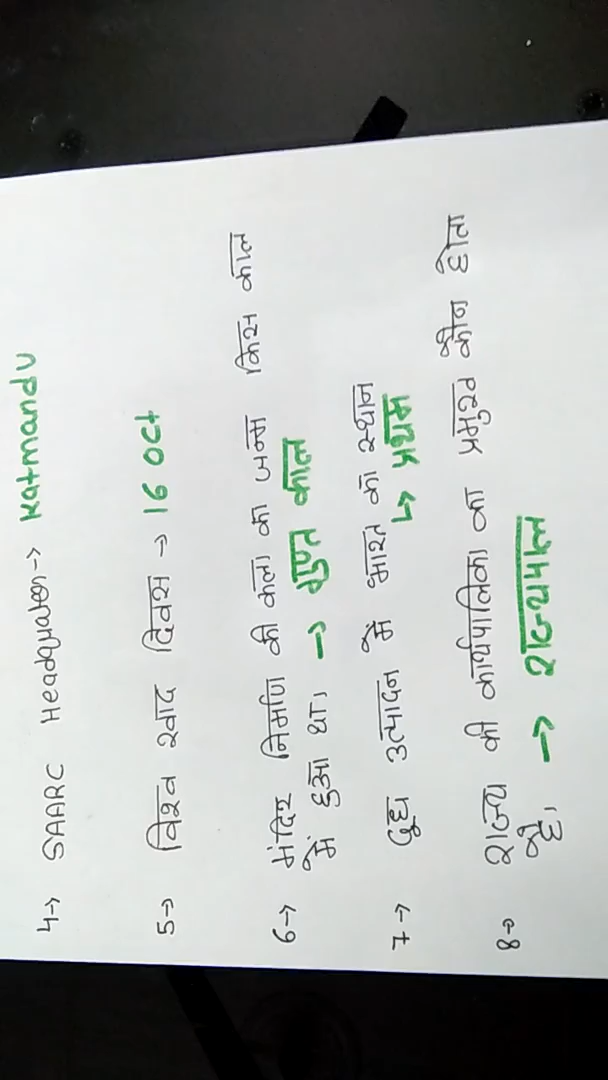 4→ SAARC Headquater → Katmandu
5→ विश्व खाद दिवस → 16 Oct
6→ मंदिर निर्माण की कला का जन्म किस काल
में हुआ था। → गुप्त काल
7→ दुध उत्पादन में भारत का स्थान
↳ प्रथम
8→ राज्य की कार्यपालिका का प्रमुख कौन होता
है। → राज्यपाल